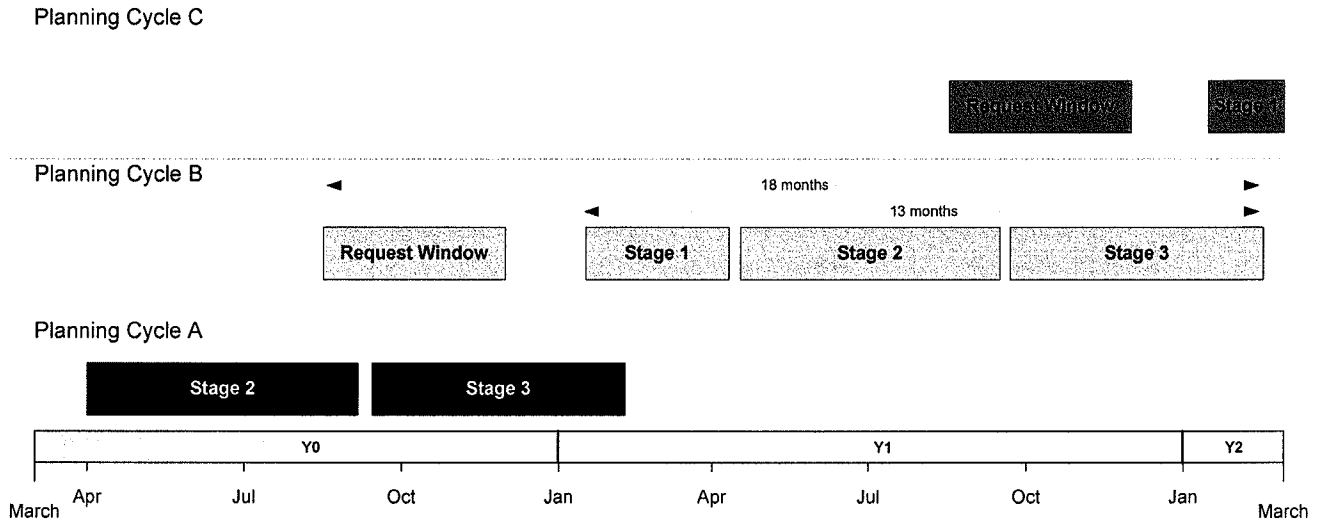 Planning Cycle C
Request Window Stage 1
Planning Cycle B
18 months
13 months
Request Window Stage 1 Stage 2 Stage 3
Planning Cycle A
Stage 2 Stage 3
Y0 Y1 Y2
Apr Jul Oct Jan Apr Jul Oct Jan
March March